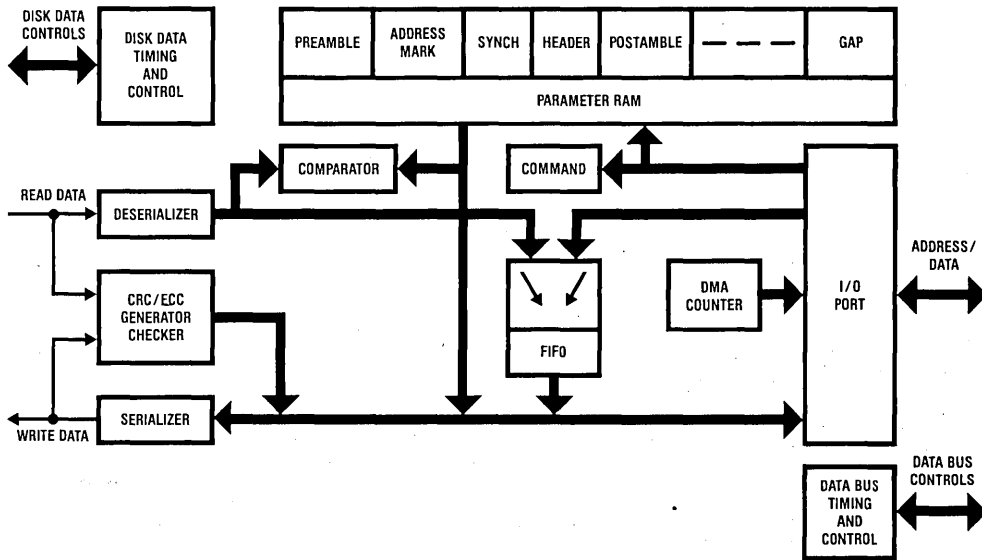 DISK DATA
CONTROLS
DISK DATA
TIMING
AND
CONTROL
PREAMBLE
ADDRESS
MARK
SYNCH
HEADER
POSTAMBLE
GAP
PARAMETER RAM
COMPARATOR
COMMAND
READ DATA
DESERIALIZER
CRC/ECC
GENERATOR
CHECKER
DMA
COUNTER
I/O
PORT
ADDRESS/
DATA
FIFO
SERIALIZER
WRITE DATA
DATA BUS
TIMING
AND
CONTROL
DATA BUS
CONTROLS